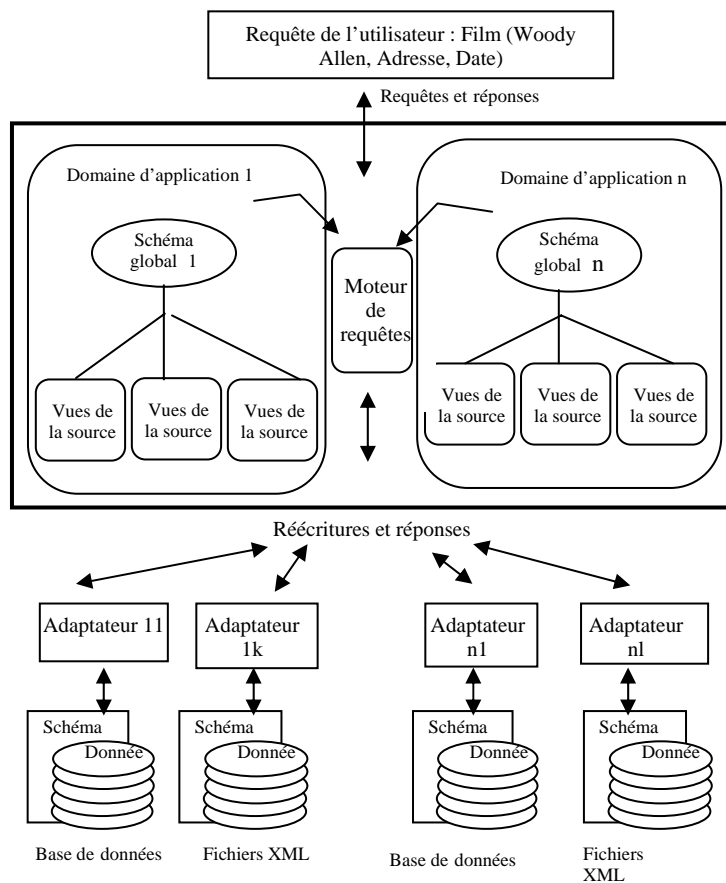 Requête de l'utilisateur : Film (Woody
Allen, Adresse, Date)
Requêtes et réponses
Domaine d'application 1
Domaine d'application n
Schéma
global 1
Schéma
global n
Moteur
de
requêtes
Vues de
la source
Vues de
la source
Vues de
la source
Vues de
la source
Vues de
la source
Vues de
la source
Réécritures et réponses
Adaptateur 11
Adaptateur
1k
Adaptateur
n1
Adaptateur
nl
Schéma
Donnée
Schéma
Donnée
Schéma
Donnée
Schéma
Donnée
Base de données
Fichiers XML
Base de données
Fichiers
XML